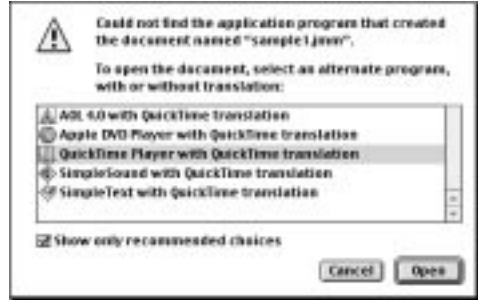 Could not find the application program that created
the document named "sample1.jmm".
To open the document, select an alternate program,
with or without translation:
AOL 4.0 with QuickTime translation
Apple DVD Player with QuickTime translation
QuickTime Player with QuickTime translation
SimpleSound with QuickTime translation
SimpleText with QuickTime translation
Show only recommended choices
Cancel Open